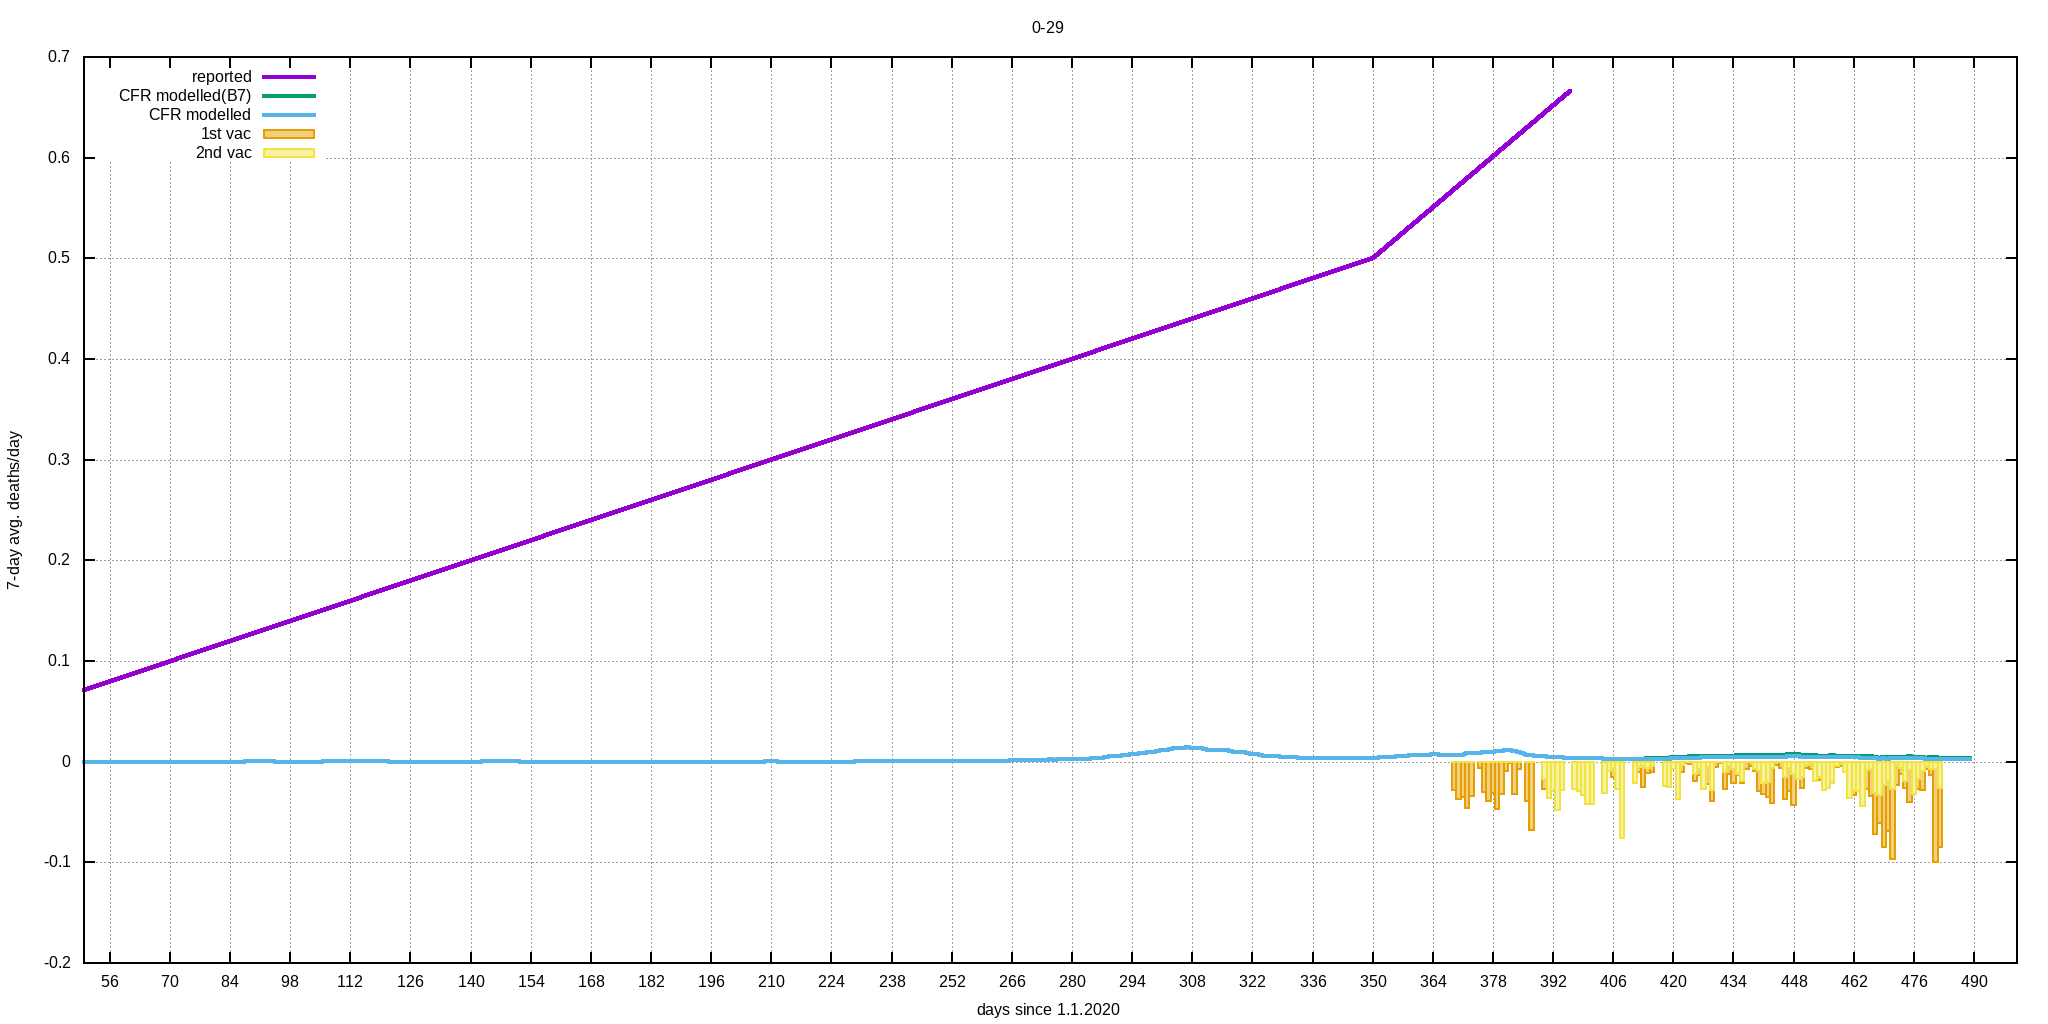 0-29
0.7
0.6
0.5
0.4
0.3
0.2
0.1
0
-0.1
-0.2
7-day avg. deaths/day
reported
CFR modelled(B7)
CFR modelled
1st vac
2nd vac
56 70 84 98 112 126 140 154 168 182 196 210 224 238 252 266 280 294 308 322 336 350 364 378 392 406 420 434 448 462 476 490
days since 1.1.2020